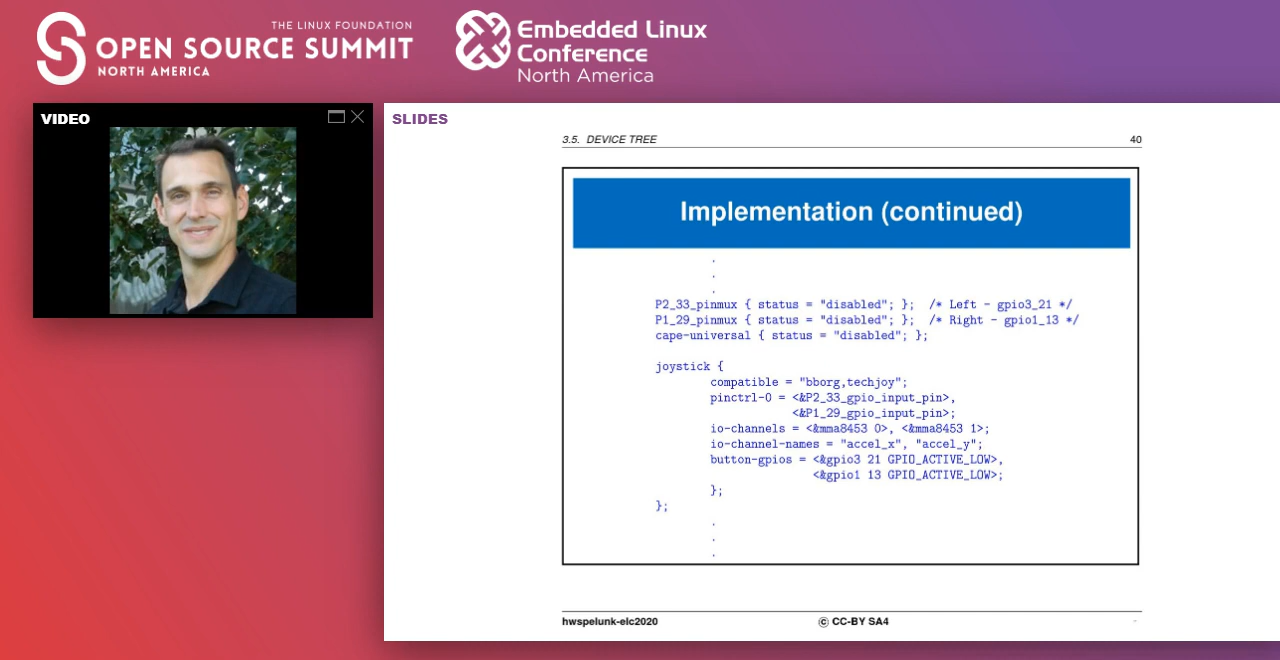 THE LINUX FOUNDATION
OPEN SOURCE SUMMIT
NORTH AMERICA
Embedded Linux
Conference
North America
VIDEO
SLIDES
3.5. DEVICE TREE 40
Implementation (continued)
.
.
.
P2_33_pinmux { status = "disabled"; }; /* Left - gpio3_21 */
P1_29_pinmux { status = "disabled"; }; /* Right - gpio1_13 */
cape-universal { status = "disabled"; };
joystick {
compatible = "bborg,techjoy";
pinctrl-0 = <&P2_33_gpio_input_pin>,
<&P1_29_gpio_input_pin>;
io-channels = <&mma8453 0>, <&mma8453 1>;
io-channel-names = "accel_x", "accel_y";
button-gpios = <&gpio3 21 GPIO_ACTIVE_LOW>,
<&gpio1 13 GPIO_ACTIVE_LOW>;
};
};
.
.
.
hwspelunk-elc2020 © CC-BY SA4